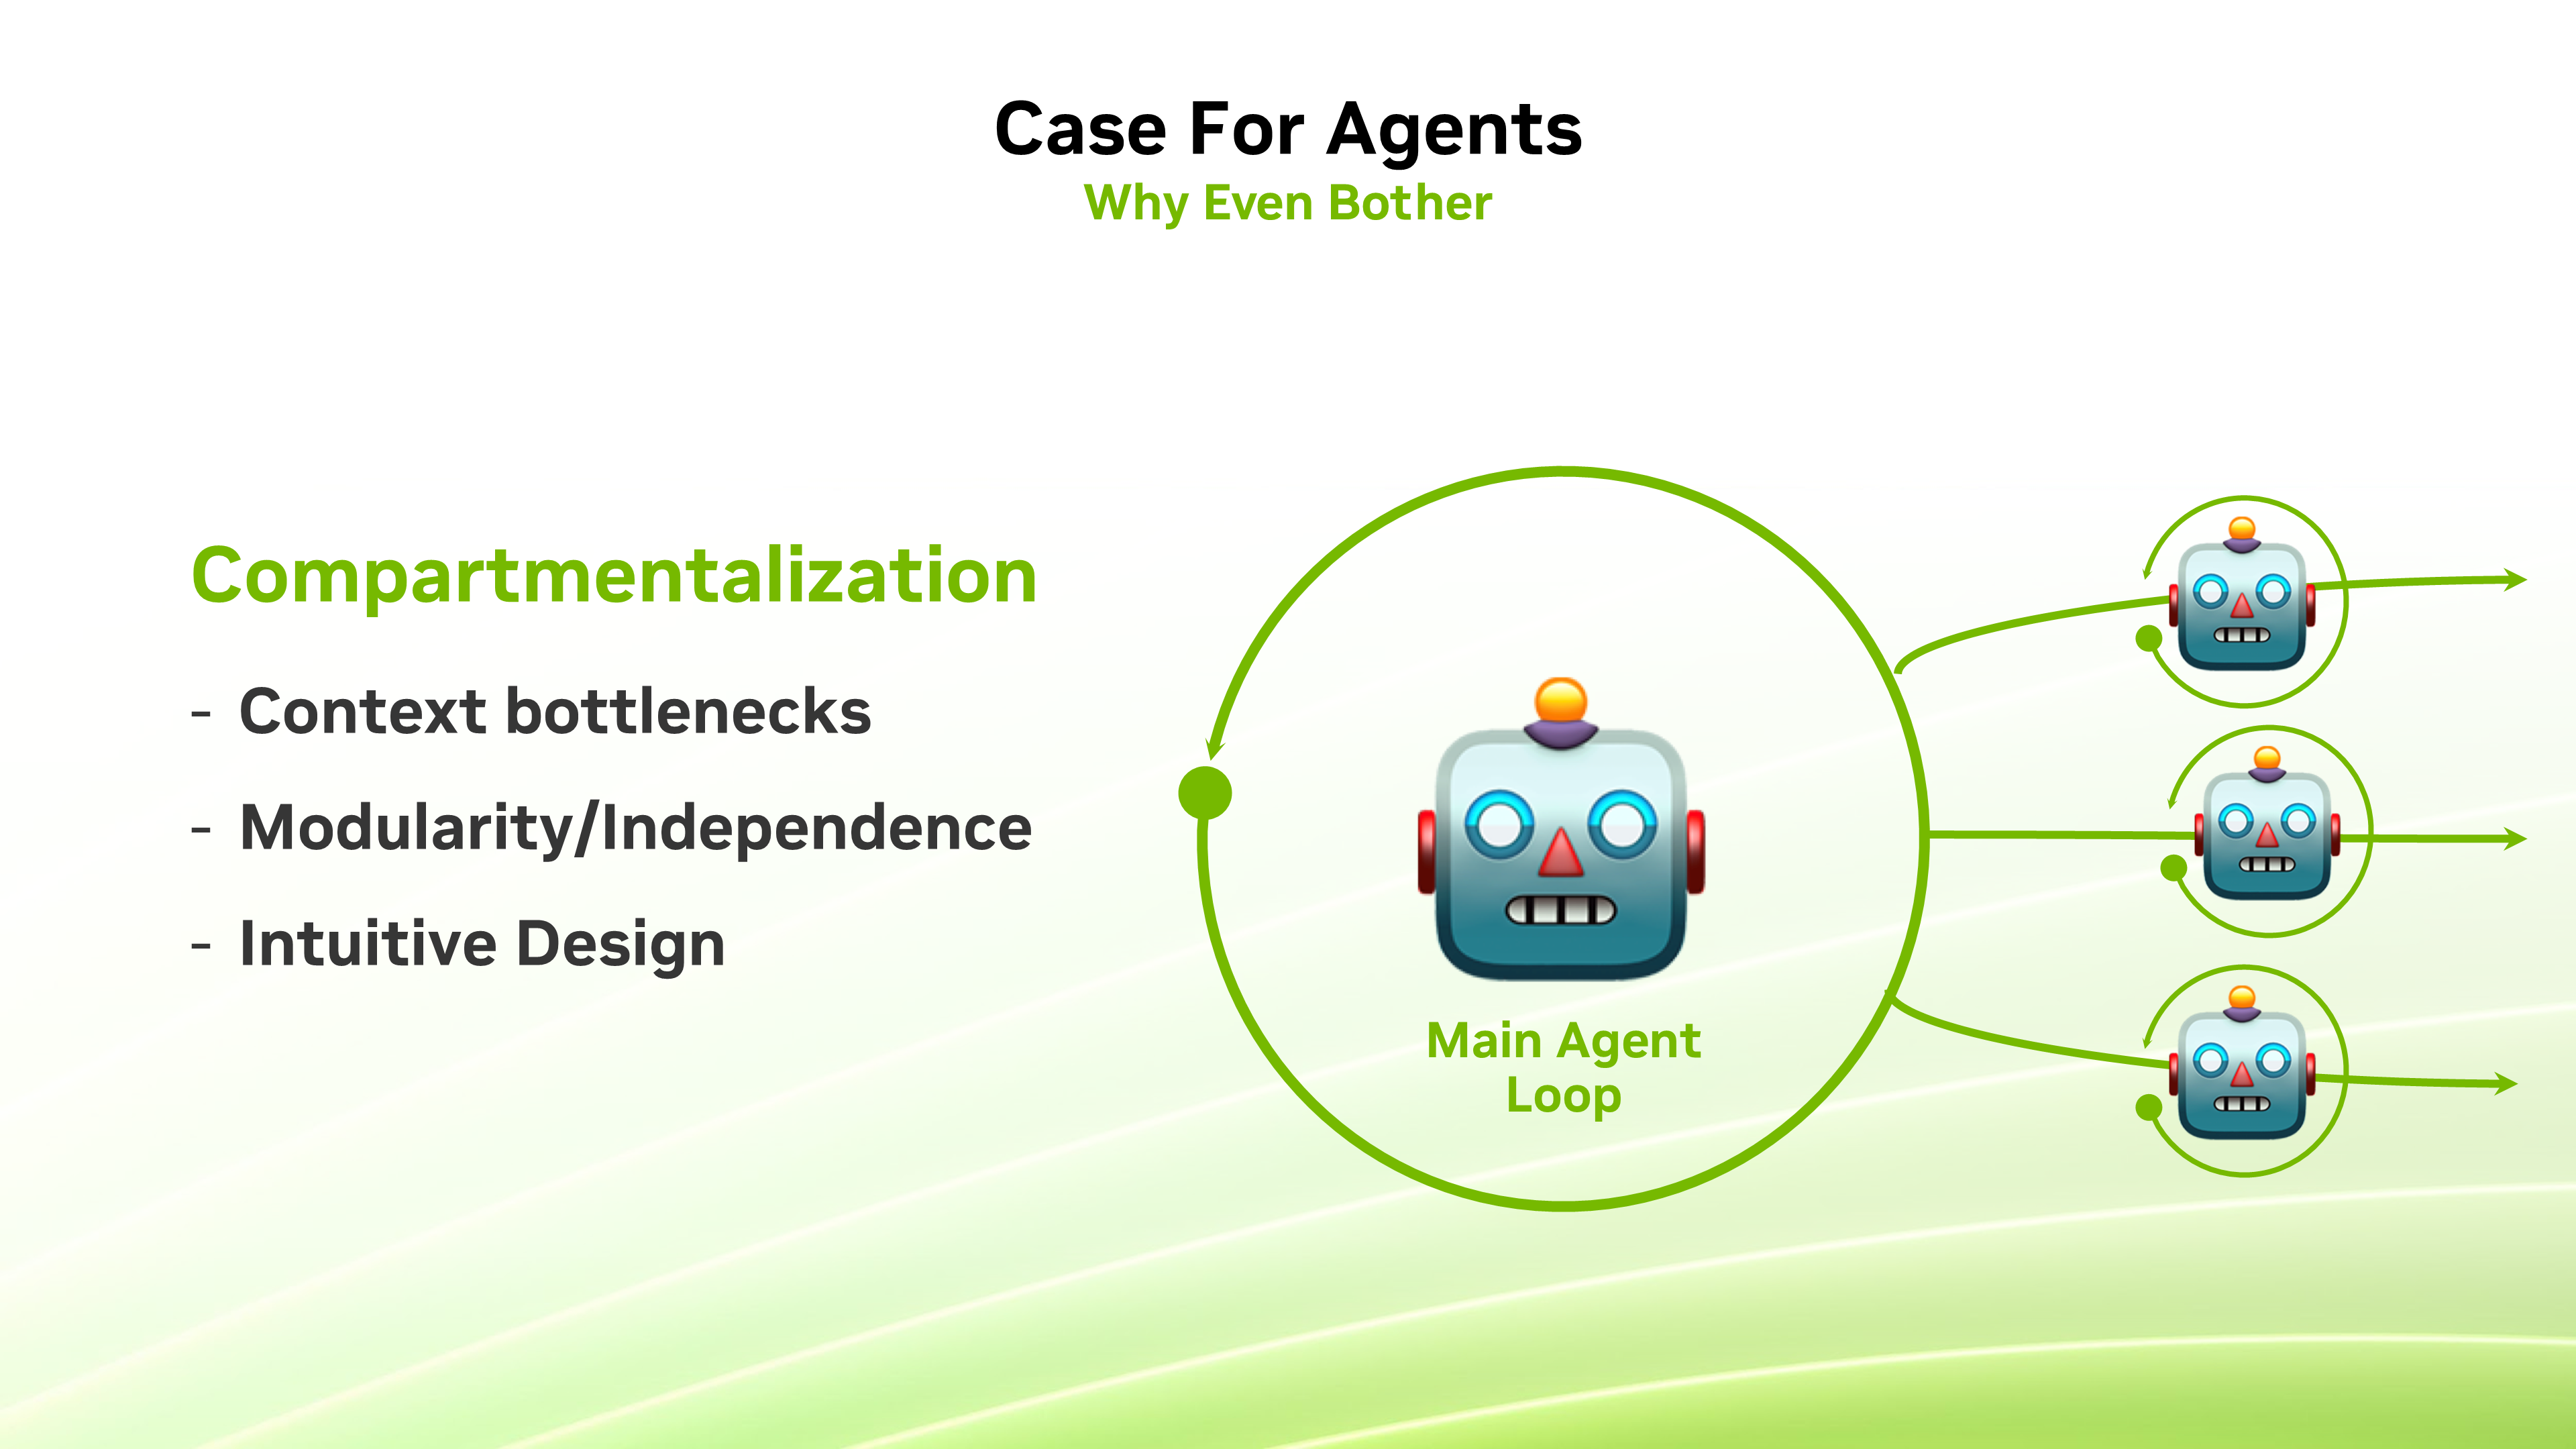 Case For Agents
Why Even Bother
Compartmentalization
- Context bottlenecks
- Modularity/Independence
- Intuitive Design
Main Agent
Loop